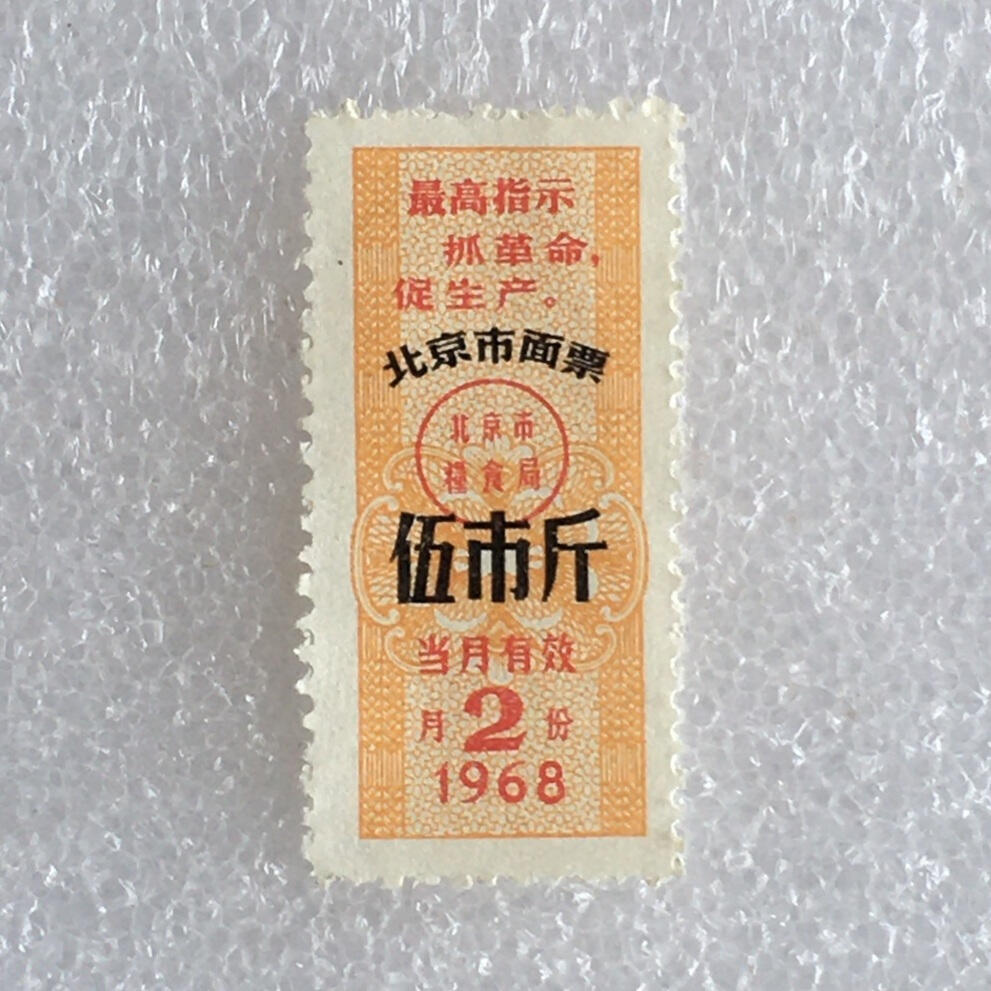 最高指示
抓革命,
促生产。
北京市面票
北京市
糧食局
伍市斤
当月有效
月2份
1968